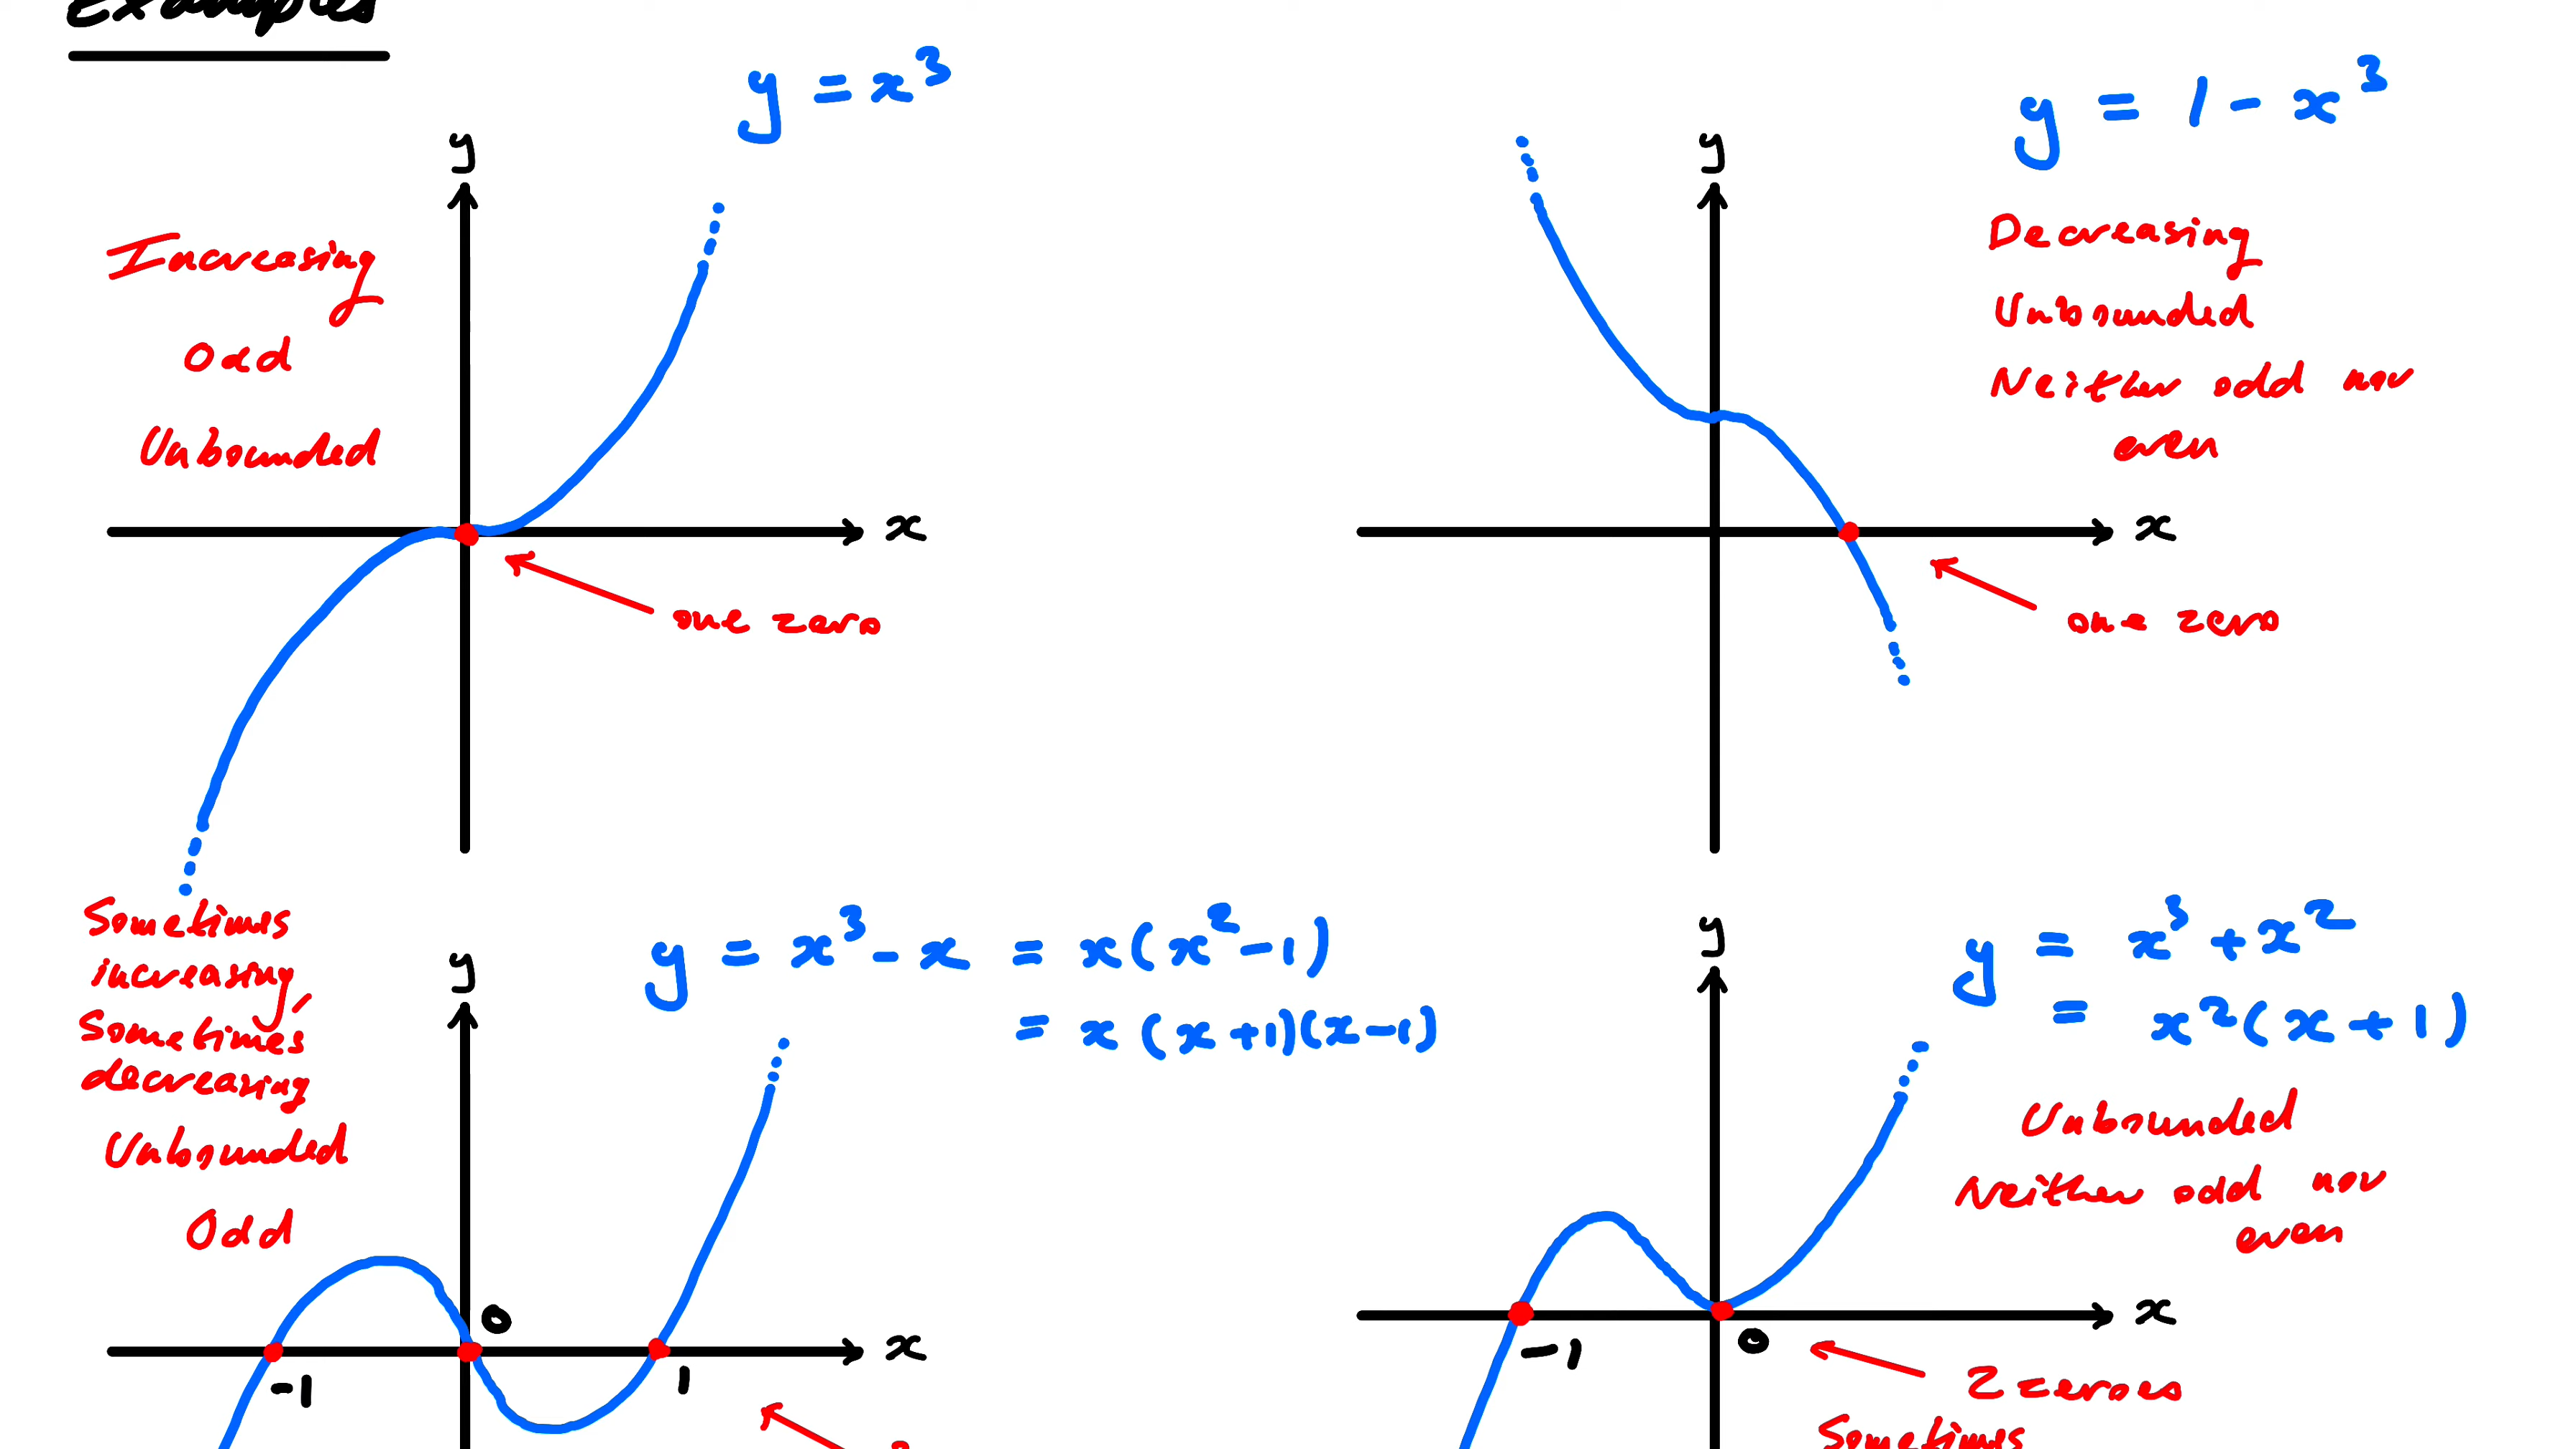 Examples
y = x³
y
Increasing
Odd
Unbounded
x
one zero
y = 1 - x³
y
Decreasing
Unbounded
Neither odd nor
even
x
one zero
Sometimes
increasing,
Sometimes
decreasing
Unbounded
Odd
y = x³ - x = x(x² - 1)
= x(x+1)(x-1)
y
0
x
-1
1
y = x³ + x²
= x²(x+1)
y
Unbounded
Neither odd nor
even
x
-1
0
2 zeroes
Sometimes